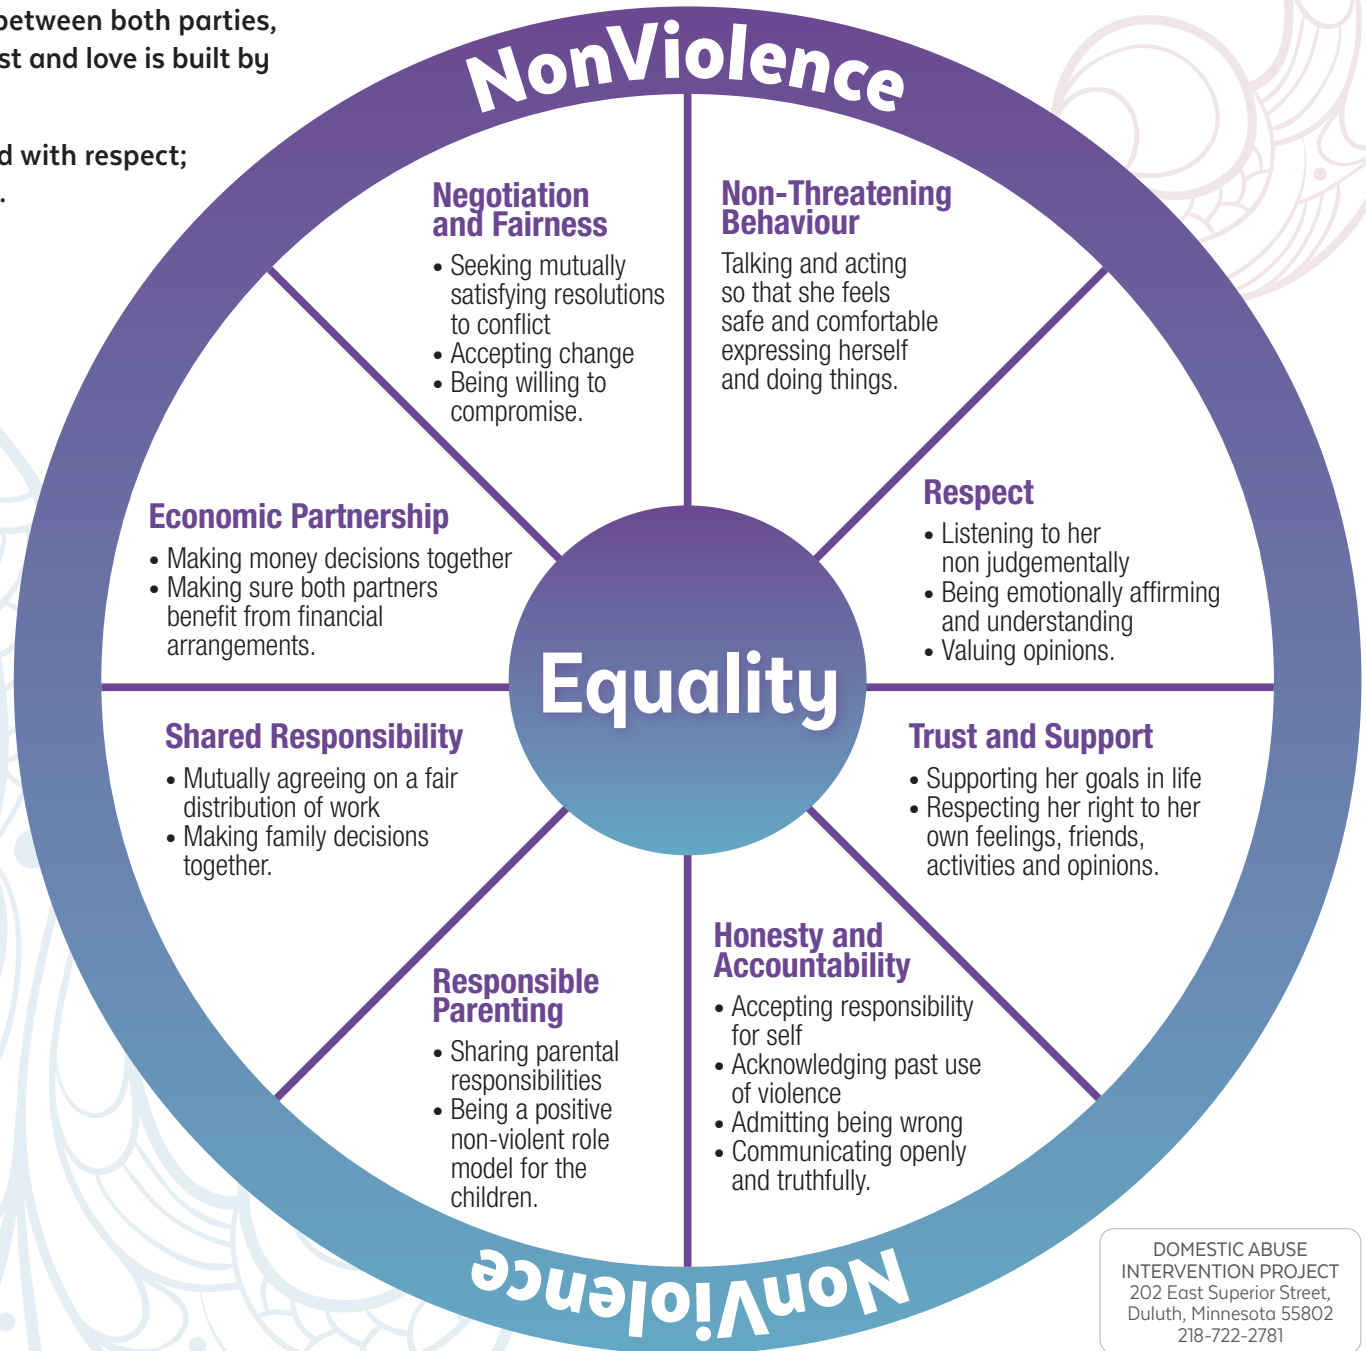 between both parties,
st and love is built by
d with respect;
.
NonViolence
Negotiation
and Fairness
• Seeking mutually
satisfying resolutions
to conflict
• Accepting change
• Being willing to
compromise.
Non-Threatening
Behaviour
Talking and acting
so that she feels
safe and comfortable
expressing herself
and doing things.
Respect
• Listening to her
non judgementally
• Being emotionally affirming
and understanding
• Valuing opinions.
Economic Partnership
• Making money decisions together
• Making sure both partners
benefit from financial
arrangements.
Equality
Shared Responsibility
• Mutually agreeing on a fair
distribution of work
• Making family decisions
together.
Trust and Support
• Supporting her goals in life
• Respecting her right to her
own feelings, friends,
activities and opinions.
Responsible
Parenting
• Sharing parental
responsibilities
• Being a positive
non-violent role
model for the
children.
Honesty and
Accountability
• Accepting responsibility
for self
• Acknowledging past use
of violence
• Admitting being wrong
• Communicating openly
and truthfully.
NonViolence
DOMESTIC ABUSE
INTERVENTION PROJECT
202 East Superior Street,
Duluth, Minnesota 55802
218-722-2781